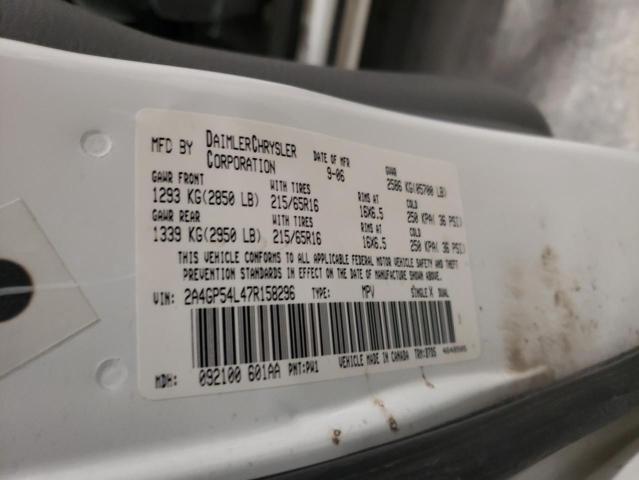 MFD BY DAIMLERCHRYSLER CORPORATION DATE OF MFR 9-06 GVWR 2586 KG(05700 LB)
GAWR FRONT WITH TIRES RIMS AT COLD
1293 KG(2850 LB) 215/65R16 16X6.5 250 KPA( 36 PSI)
GAWR REAR WITH TIRES RIMS AT COLD
1339 KG(2950 LB) 215/65R16 16X6.5 250 KPA( 36 PSI)
THIS VEHICLE CONFORMS TO ALL APPLICABLE FEDERAL MOTOR VEHICLE SAFETY AND THEFT
PREVENTION STANDARDS IN EFFECT ON THE DATE OF MANUFACTURE SHOWN ABOVE.
VIN: 2A4GP54L47R158296 TYPE: MPV SINGLE X DUAL
MDH: 092100 601AA PNT:PW1 VEHICLE MADE IN CANADA TRM:D7D5